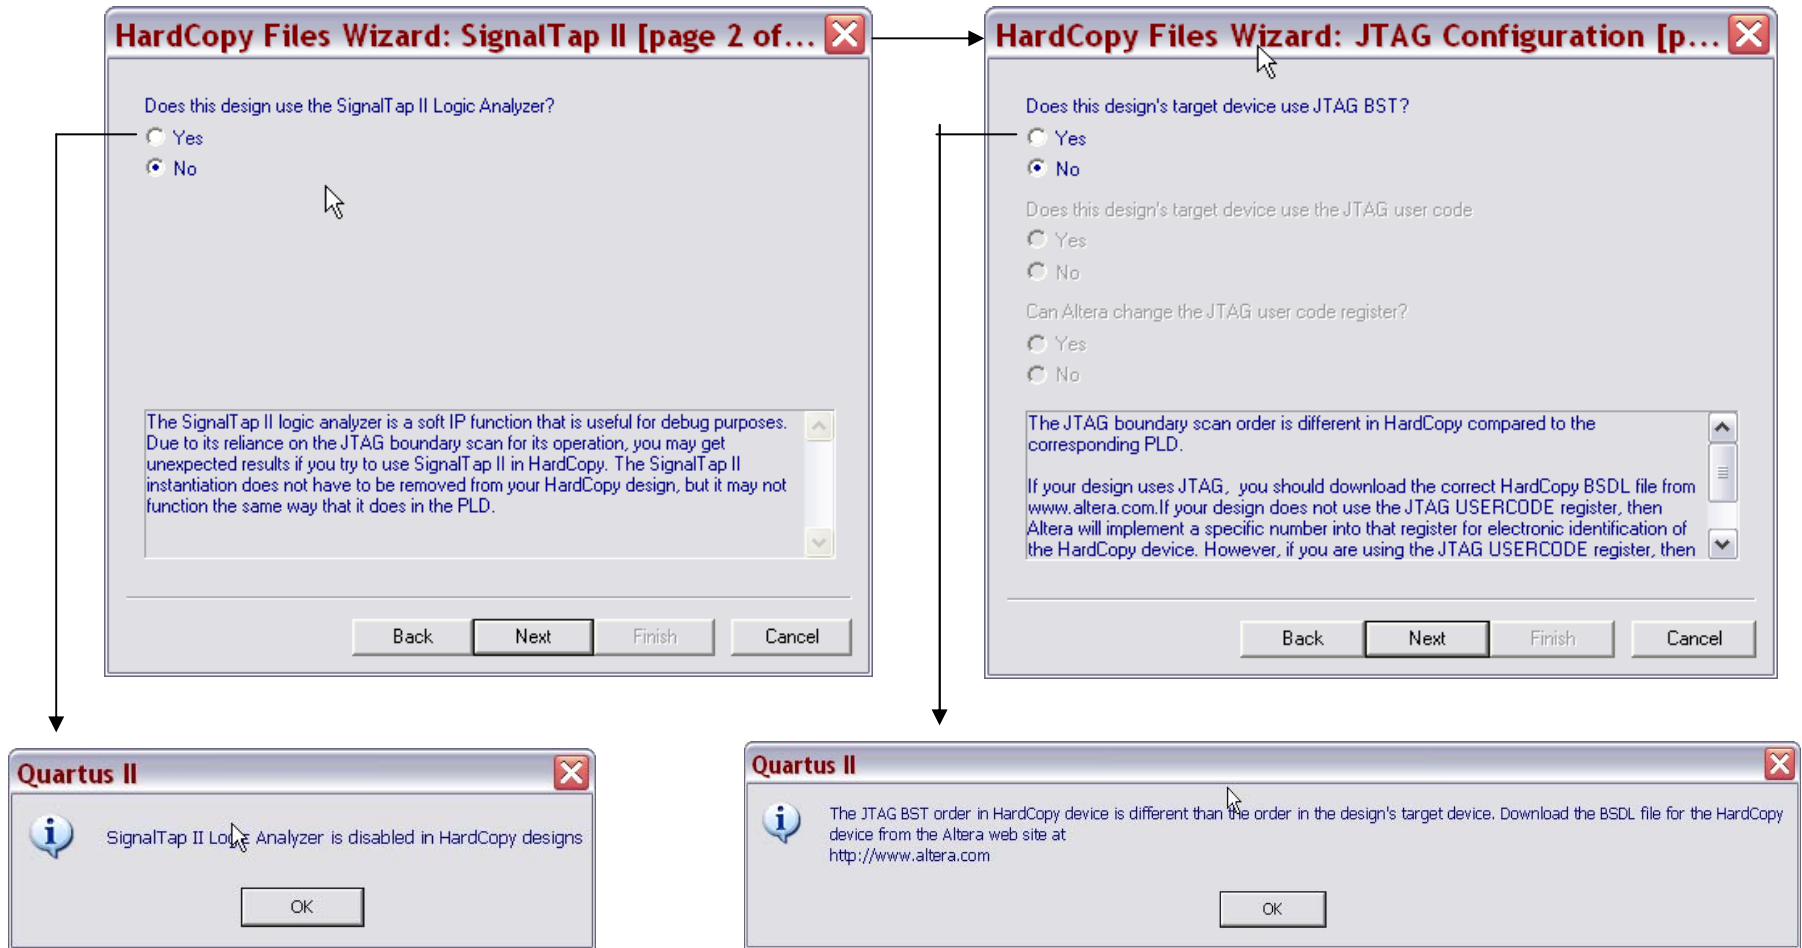 HardCopy Files Wizard: SignalTap II [page 2 of...
Does this design use the SignalTap II Logic Analyzer?
Yes
No
The SignalTap II logic analyzer is a soft IP function that is useful for debug purposes.
Due to its reliance on the JTAG boundary scan for its operation, you may get
unexpected results if you try to use SignalTap II in HardCopy. The SignalTap II
instantiation does not have to be removed from your HardCopy design, but it may not
function the same way that it does in the PLD.
Back
Next
Finish
Cancel
HardCopy Files Wizard: JTAG Configuration [p...
Does this design's target device use JTAG BST?
Yes
No
Does this design's target device use the JTAG user code
Yes
No
Can Altera change the JTAG user code register?
Yes
No
The JTAG boundary scan order is different in HardCopy compared to the
corresponding PLD.
If your design uses JTAG, you should download the correct HardCopy BSDL file from
www.altera.com.If your design does not use the JTAG USERCODE register, then
Altera will implement a specific number into that register for electronic identification of
the HardCopy device. However, if you are using the JTAG USERCODE register, then
Back
Next
Finish
Cancel
Quartus II
SignalTap II Logic Analyzer is disabled in HardCopy designs
OK
Quartus II
The JTAG BST order in HardCopy device is different than the order in the design's target device. Download the BSDL file for the HardCopy
device from the Altera web site at
http://www.altera.com
OK